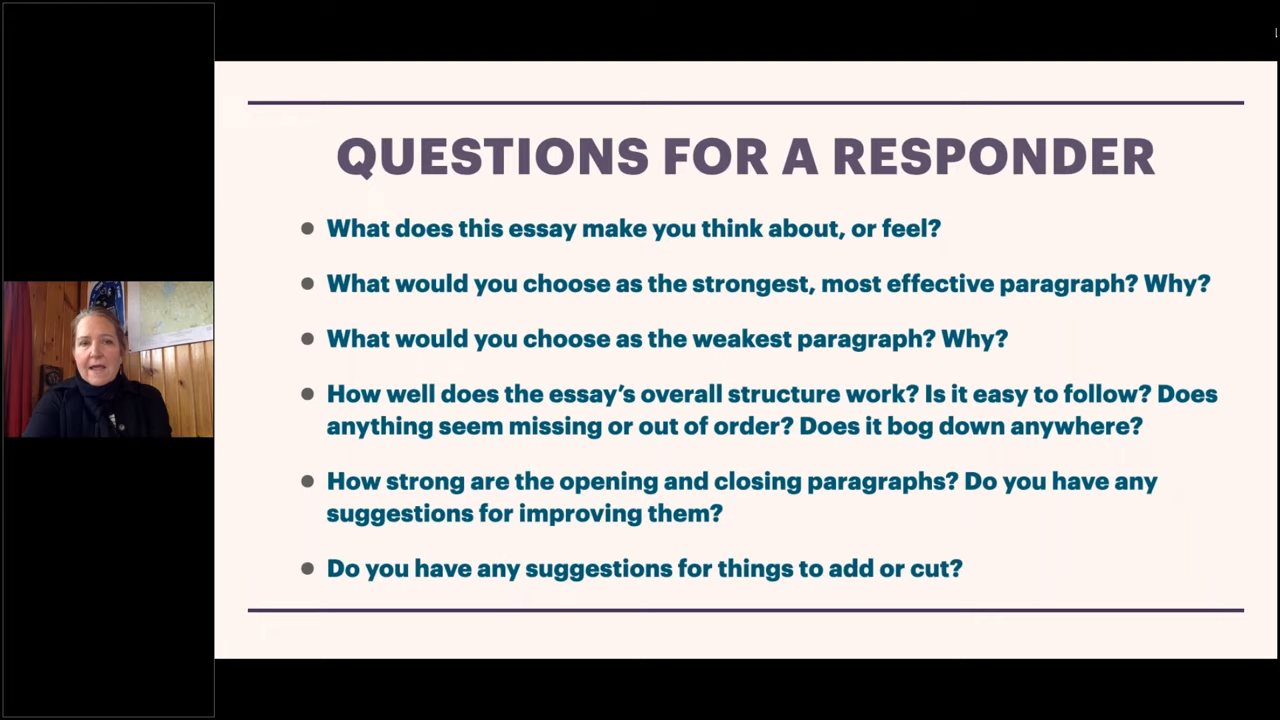 QUESTIONS FOR A RESPONDER
• What does this essay make you think about, or feel?
• What would you choose as the strongest, most effective paragraph? Why?
• What would you choose as the weakest paragraph? Why?
• How well does the essay’s overall structure work? Is it easy to follow? Does
anything seem missing or out of order? Does it bog down anywhere?
• How strong are the opening and closing paragraphs? Do you have any
suggestions for improving them?
• Do you have any suggestions for things to add or cut?